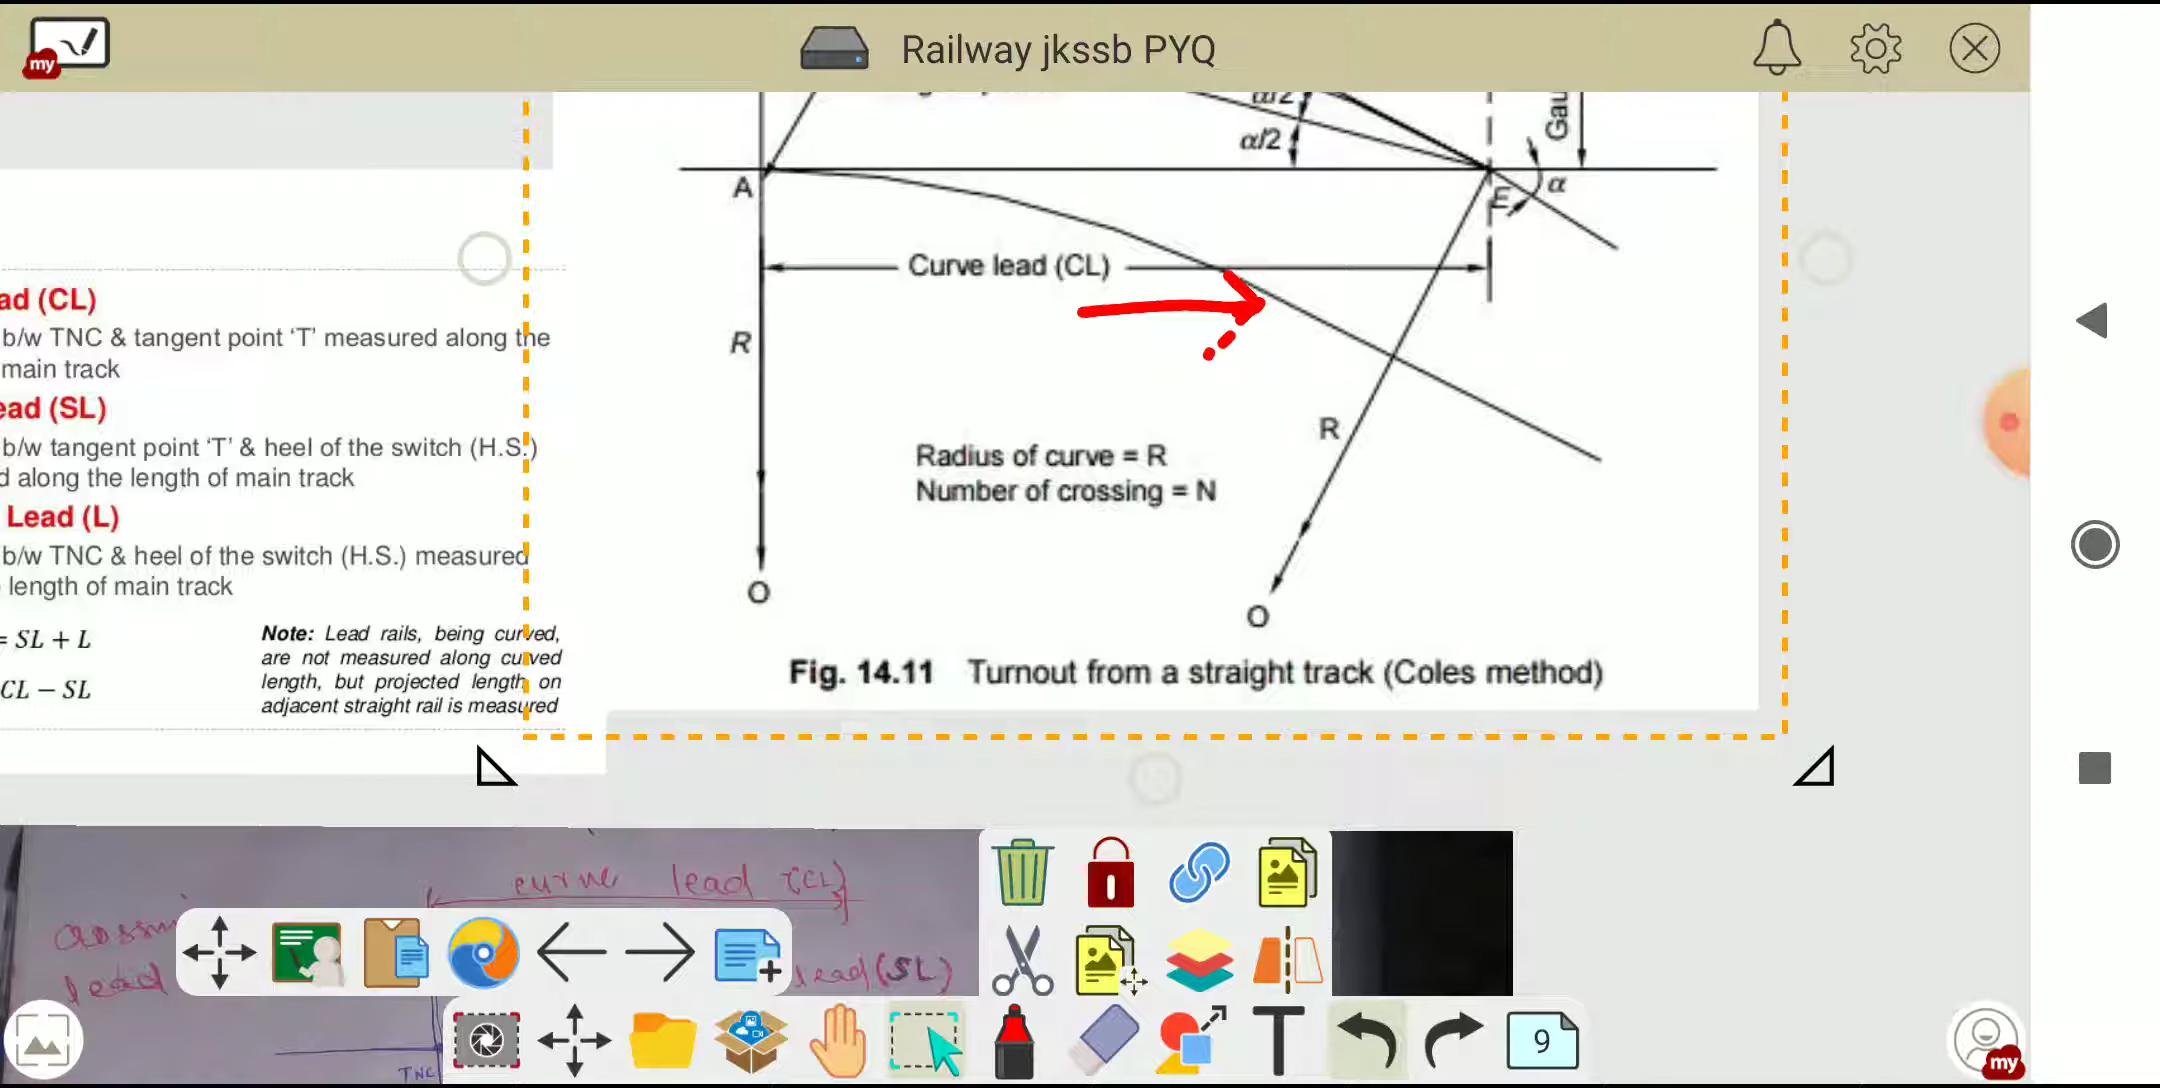 my
Railway jkssb PYQ
α/2
α/2
Gau
A
E
α
Curve lead (CL)
R
R
Radius of curve = R
Number of crossing = N
O
O
Fig. 14.11 Turnout from a straight track (Coles method)
ad (CL)
b/w TNC & tangent point ‘T’ measured along the
main track
ead (SL)
b/w tangent point ‘T’ & heel of the switch (H.S.)
d along the length of main track
Lead (L)
b/w TNC & heel of the switch (H.S.) measured
length of main track
= SL + L
CL − SL
Note: Lead rails, being curved,
are not measured along curved
length, but projected length on
adjacent straight rail is measured
curve lead (CL)
lead
lead (SL)
TNC
T
9
my